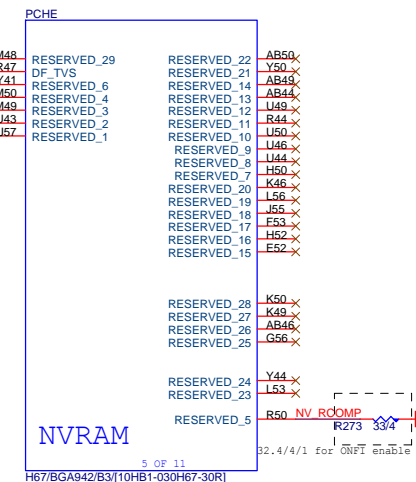 PCHE
M48 RESERVED_29 RESERVED_22 AB50
R47 DF_TVS RESERVED_21 Y50
Y41 RESERVED_6 RESERVED_14 AB49
M50 RESERVED_4 RESERVED_13 AB44
M49 RESERVED_3 RESERVED_12 U49
U43 RESERVED_2 RESERVED_11 R44
J57 RESERVED_1 RESERVED_10 U50
RESERVED_9 U46
RESERVED_8 U44
RESERVED_7 H50
RESERVED_20 K46
RESERVED_19 L56
RESERVED_18 J55
RESERVED_17 F53
RESERVED_16 H52
RESERVED_15 E52
RESERVED_28 K50
RESERVED_27 K49
RESERVED_26 AB46
RESERVED_25 G56
RESERVED_24 Y44
RESERVED_23 L53
RESERVED_5 R50 NV_RCOMP
R273 33/4
NVRAM
32.4/4/1 for ONFI enable
5 OF 11
H67/BGA942/B3/[10HB1-030H67-30R]